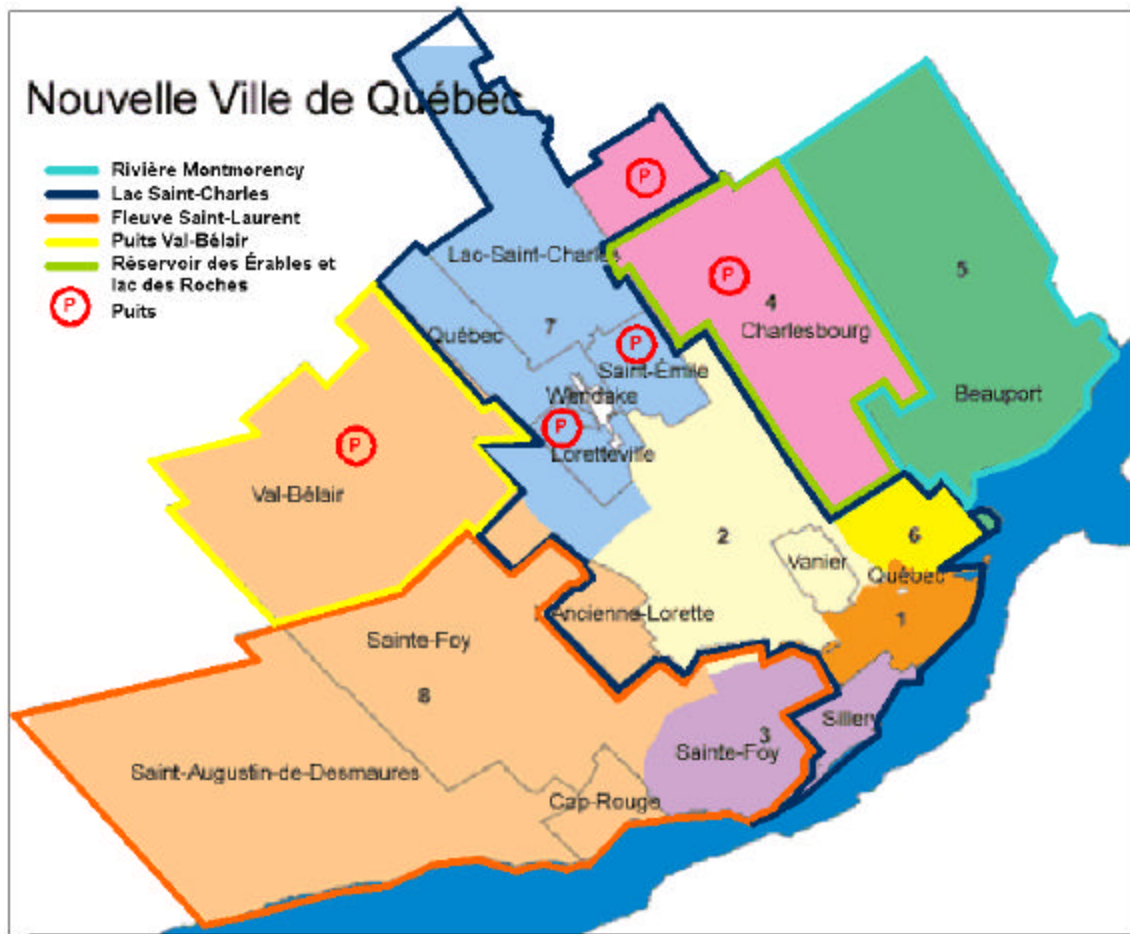 Nouvelle Ville de Québec
Rivière Montmorency
Lac Saint-Charles
Fleuve Saint-Laurent
Puits Val-Bélair
Réservoir des Érables et
lac des Roches
P Puits
P
P
5
Lac-Saint-Charles
4
7
Québec
Charlesbourg
P
Saint-Émile
Wendake
Beauport
P
P
Loretteville
Val-Bélair
2
6
Vanier
Québec
L'Ancienne-Lorette
1
Sainte-Foy
8
Sillery
3
Sainte-Foy
Saint-Augustin-de-Desmaures
Cap-Rouge